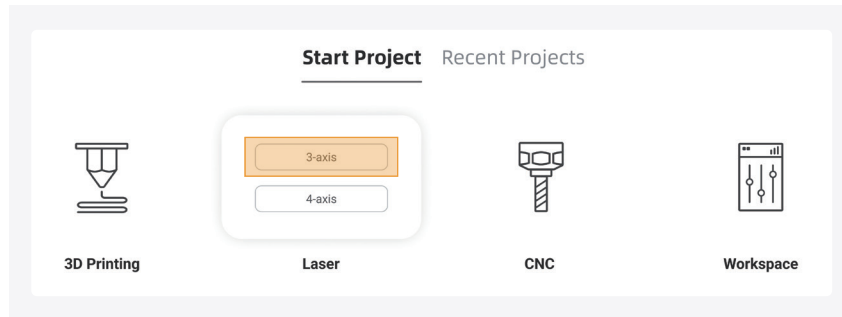 Start Project Recent Projects
3-axis
4-axis
3D Printing Laser CNC Workspace